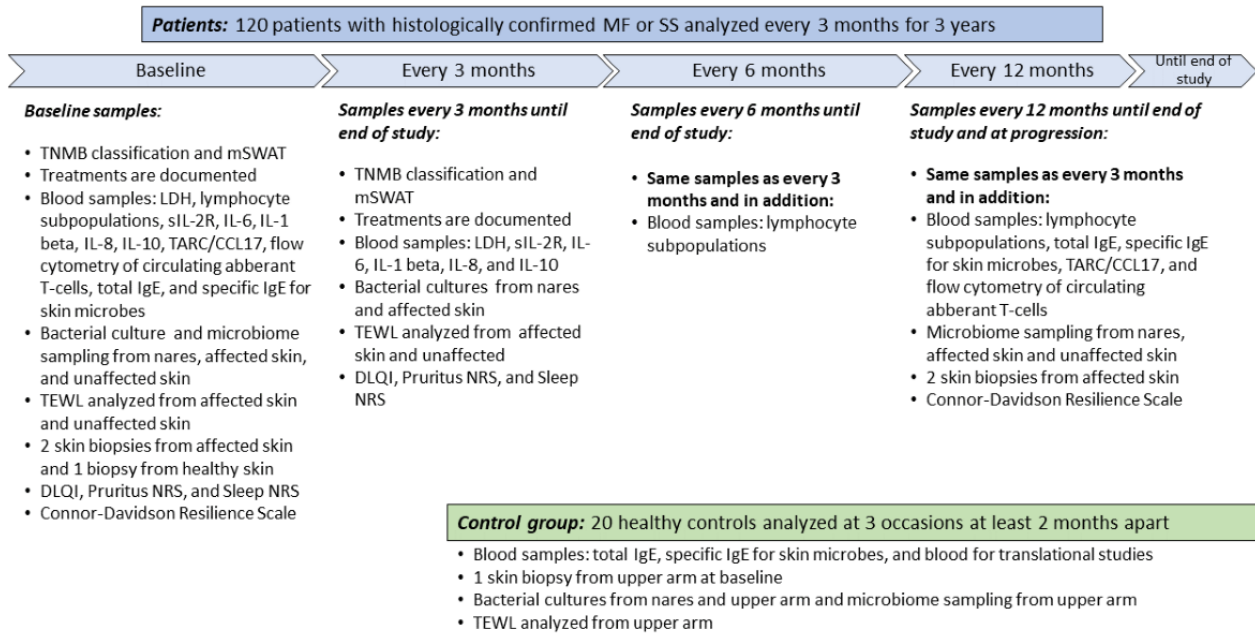 Patients: 120 patients with histologically confirmed MF or SS analyzed every 3 months for 3 years
Baseline
Every 3 months
Every 6 months
Every 12 months
Until end of
study
Baseline samples:
• TNMB classification and mSWAT
• Treatments are documented
• Blood samples: LDH, lymphocyte
subpopulations, sIL-2R, IL-6, IL-1
beta, IL-8, IL-10, TARC/CCL17, flow
cytometry of circulating abberant
T-cells, total IgE, and specific IgE for
skin microbes
• Bacterial culture and microbiome
sampling from nares, affected skin,
and unaffected skin
• TEWL analyzed from affected skin
and unaffected skin
• 2 skin biopsies from affected skin
and 1 biopsy from healthy skin
• DLQI, Pruritus NRS, and Sleep NRS
• Connor-Davidson Resilience Scale
Samples every 3 months until
end of study:
• TNMB classification and
mSWAT
• Treatments are documented
• Blood samples: LDH, sIL-2R, IL-
6, IL-1 beta, IL-8, and IL-10
• Bacterial cultures from nares
and affected skin
• TEWL analyzed from affected
skin and unaffected
• DLQI, Pruritus NRS, and Sleep
NRS
Samples every 6 months until
end of study:
• Same samples as every 3
months and in addition:
• Blood samples: lymphocyte
subpopulations
Samples every 12 months until end of
study and at progression:
• Same samples as every 3 months
and in addition:
• Blood samples: lymphocyte
subpopulations, total IgE, specific IgE
for skin microbes, TARC/CCL17, and
flow cytometry of circulating
abberant T-cells
• Microbiome sampling from nares,
affected skin and unaffected skin
• 2 skin biopsies from affected skin
• Connor-Davidson Resilience Scale
Control group: 20 healthy controls analyzed at 3 occasions at least 2 months apart
• Blood samples: total IgE, specific IgE for skin microbes, and blood for translational studies
• 1 skin biopsy from upper arm at baseline
• Bacterial cultures from nares and upper arm and microbiome sampling from upper arm
• TEWL analyzed from upper arm